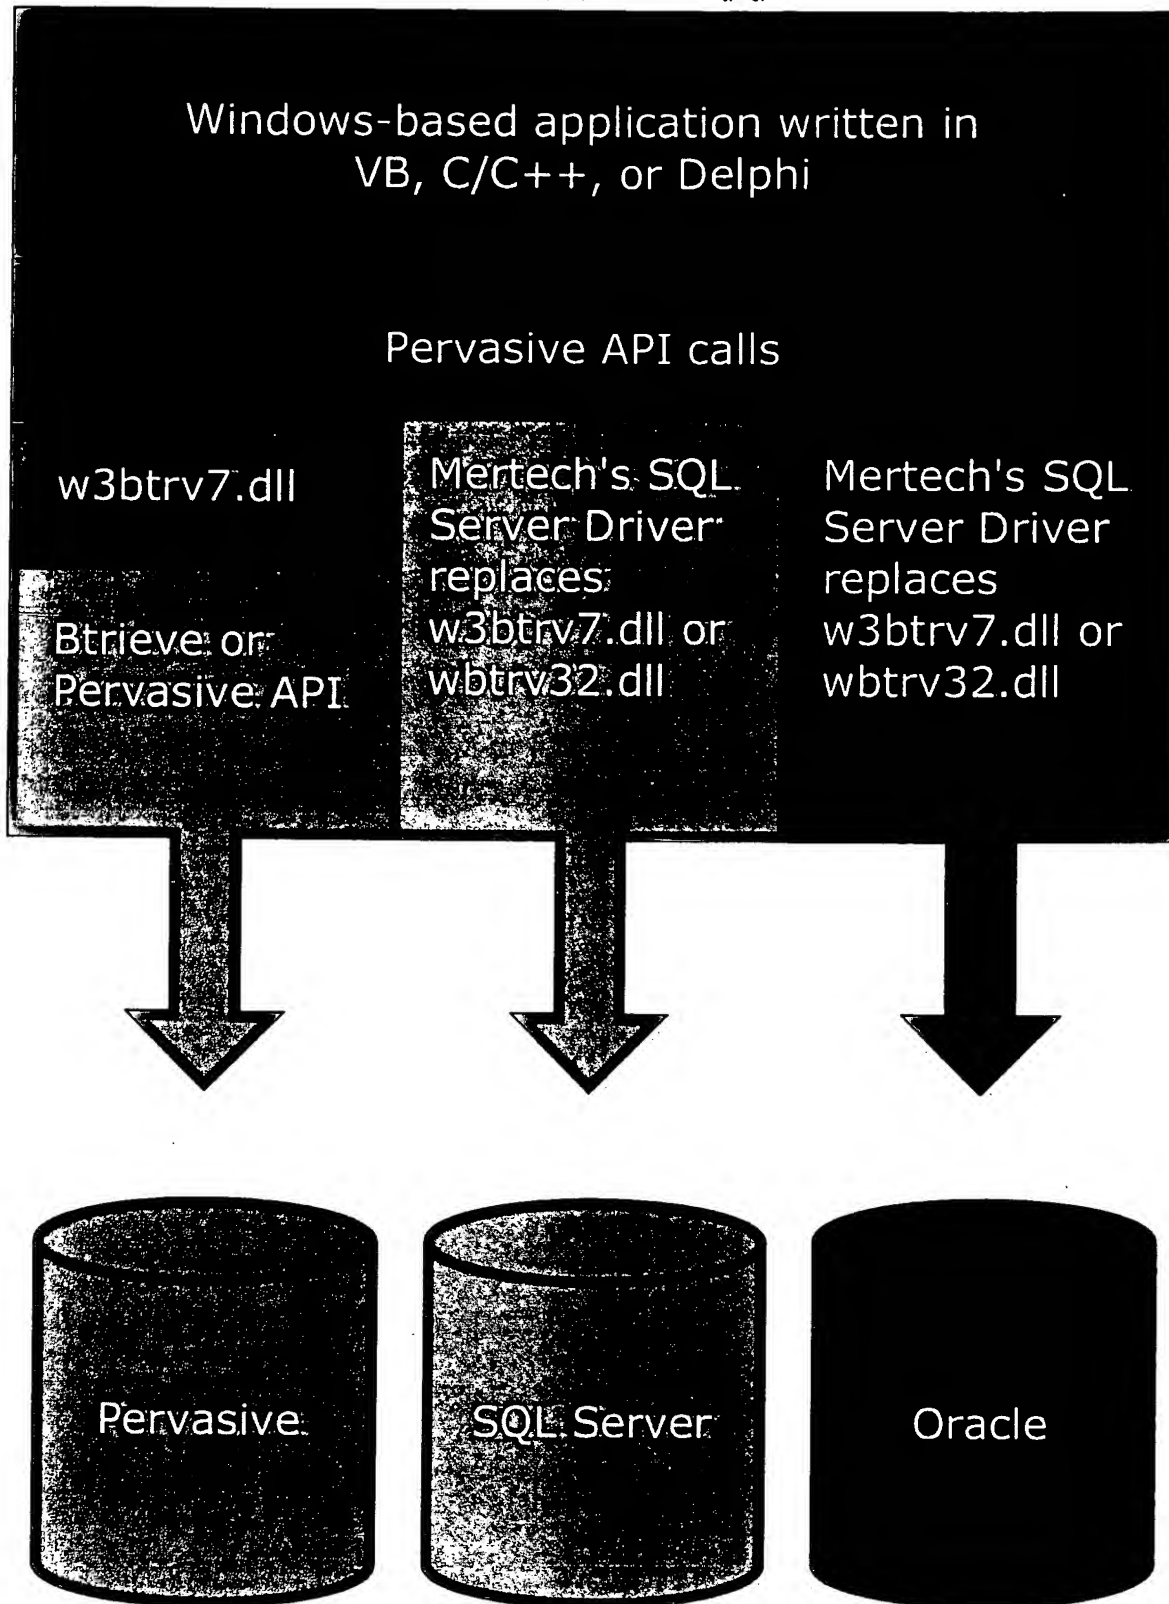 Windows-based application written in
VB, C/C++, or Delphi
Pervasive API calls
w3btrv7.dll
Btrieve or
Pervasive API
Mertech's SQL
Server Driver
replaces
w3btrv7.dll or
wbtrv32.dll
Mertech's SQL
Server Driver
replaces
w3btrv7.dll or
wbtrv32.dll
Pervasive
SQL Server
Oracle